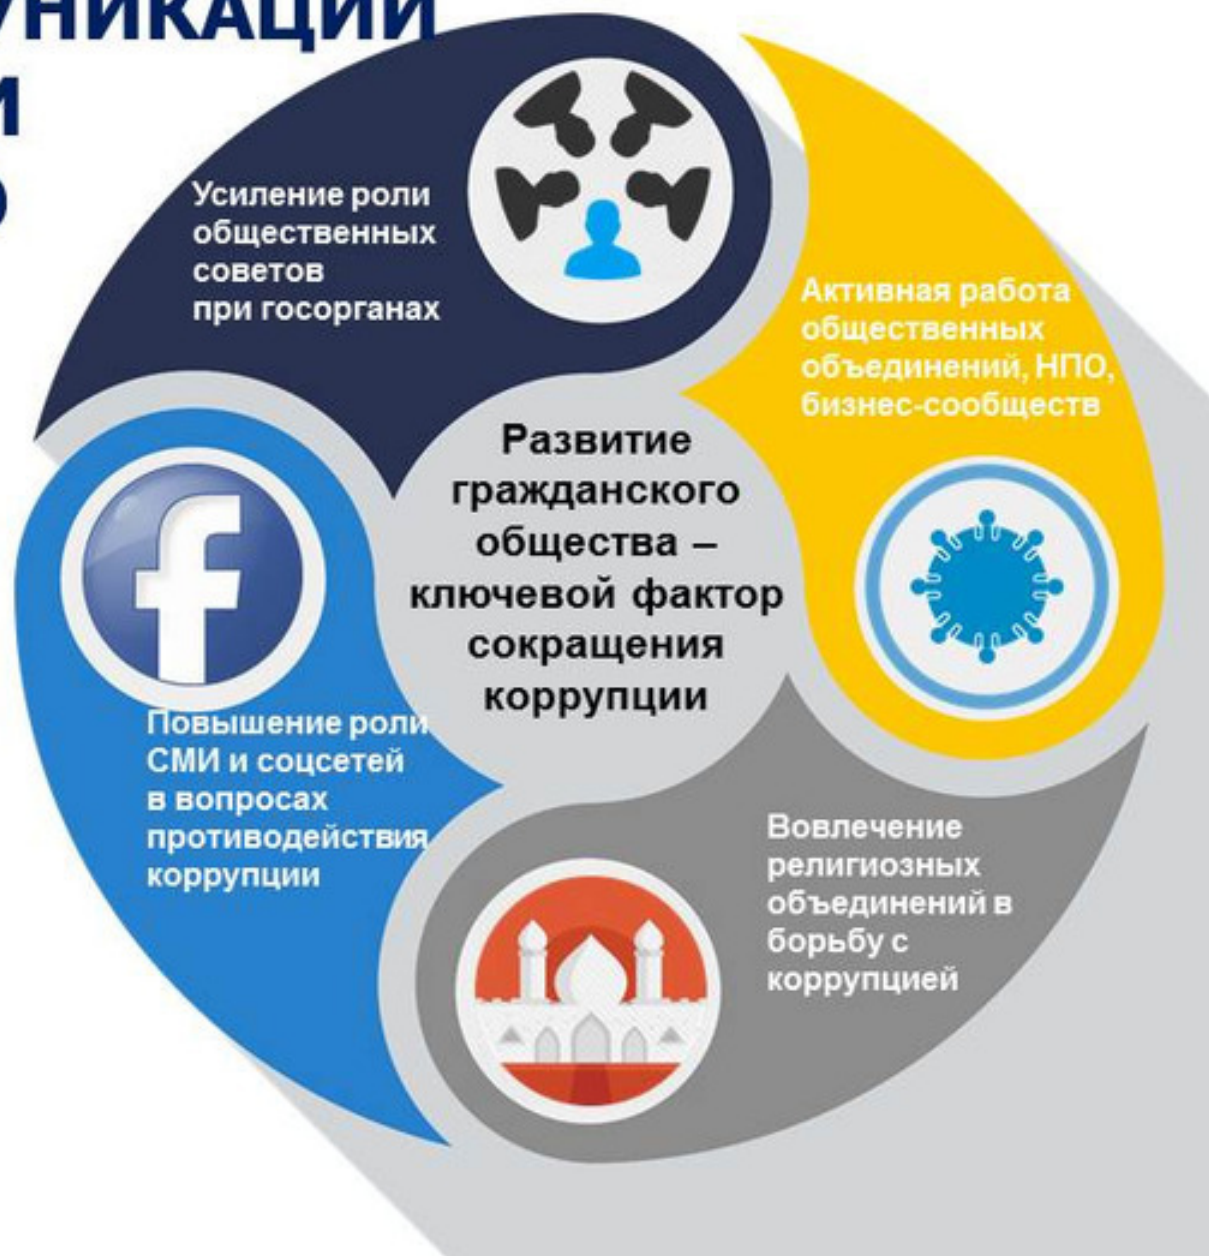 УНИКАЦИИ
И
О
Усиление роли
общественных
советов
при госорганах
Активная работа
общественных
объединений, НПО,
бизнес-сообществ
Развитие
гражданского
общества –
ключевой фактор
сокращения
коррупции
f
Повышение роли
СМИ и соцсетей
в вопросах
противодействия
коррупции
Вовлечение
религиозных
объединений в
борьбу с
коррупцией